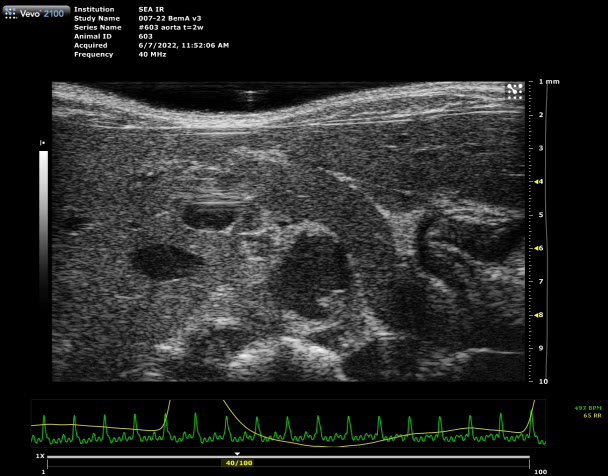 Vevo 2100
Institution SEA IR
Study Name 007-22 BemA v3
Series Name #603 aorta t=2w
Animal ID 603
Acquired 6/7/2022, 11:52:06 AM
Frequency 40 MHz
1 mm
2
3
4
5
6
7
8
9
10
492 BPM
65 RR
1X
40/100
1 100